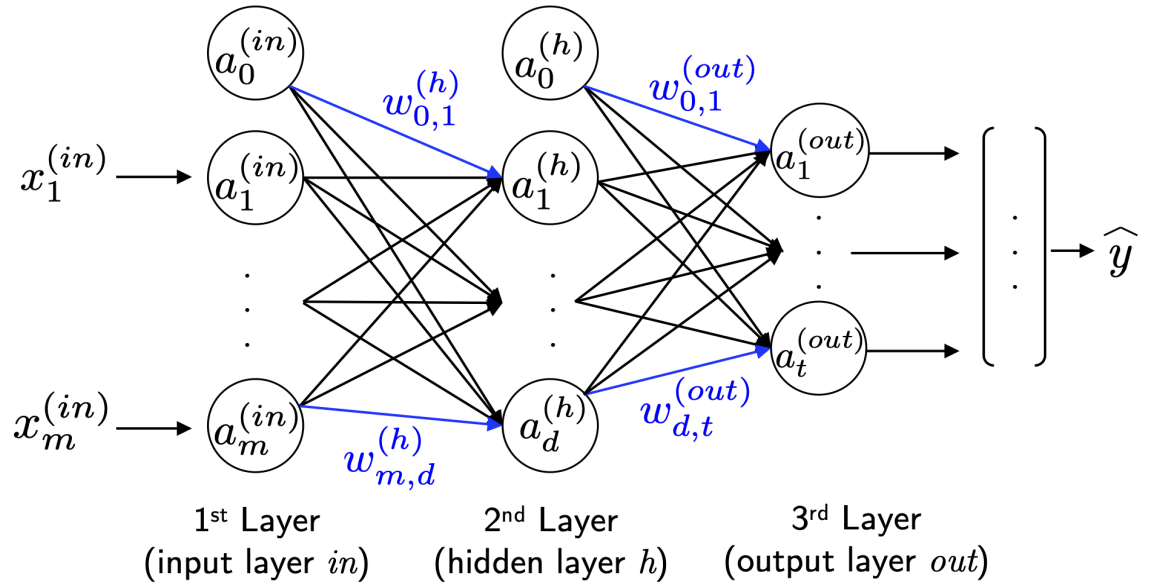 a_0^{(in)}
a_0^{(h)}
w_{0,1}^{(h)}
w_{0,1}^{(out)}
x_1^{(in)}
a_1^{(in)}
a_1^{(h)}
a_1^{(out)}
ŷ
a_t^{(out)}
x_m^{(in)}
a_m^{(in)}
a_d^{(h)}
w_{m,d}^{(h)}
w_{d,t}^{(out)}
1st Layer
(input layer in)
2nd Layer
(hidden layer h)
3rd Layer
(output layer out)